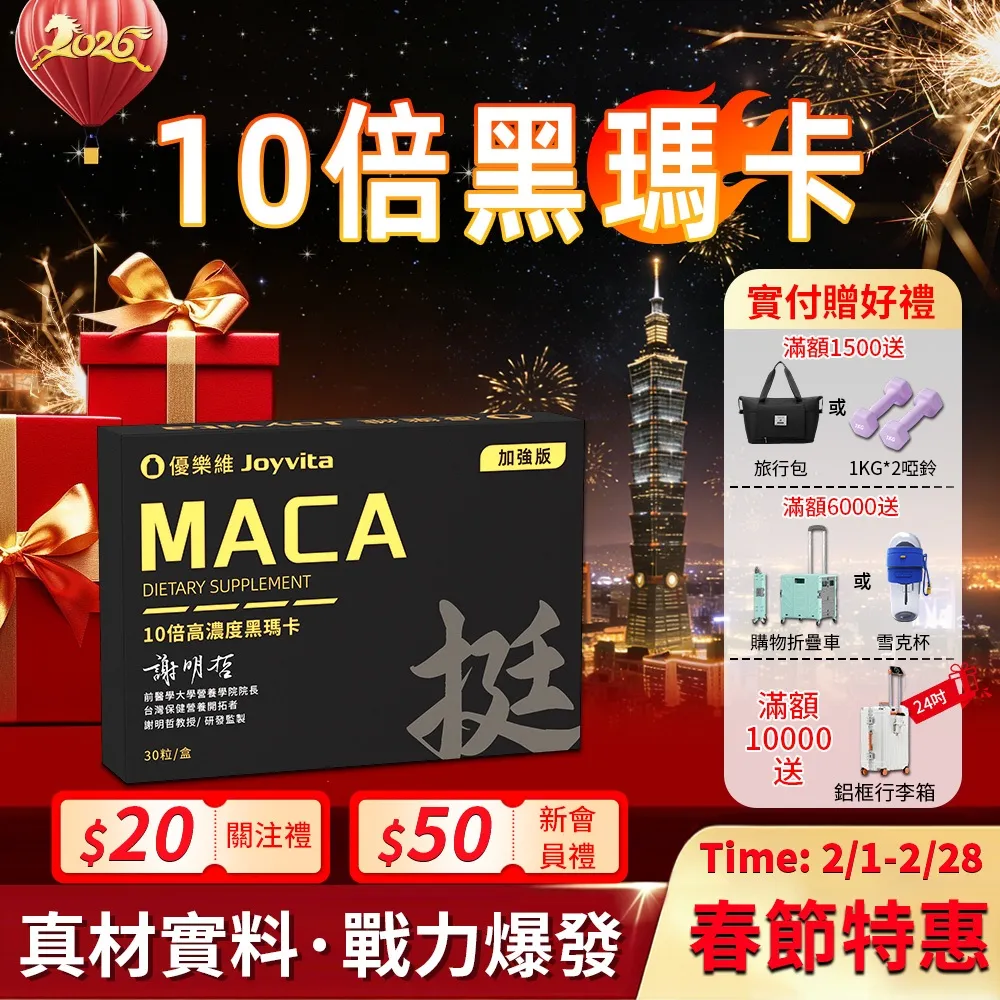 2026
10倍黑瑪卡
實付贈好禮
滿額1500送
或
旅行包
1KG*2啞鈴
滿額6000送
或
購物折疊車
雪克杯
滿額
10000
送
24吋
鋁框行李箱
優樂維 Joyvita
加強版
MACA
DIETARY SUPPLEMENT
10倍高濃度黑瑪卡
謝明哲
前醫學大學營養學院院長
台灣保健營養開拓者
謝明哲教授/研發監製
30粒/盒
挺
$20
關注禮
$50
新會
員禮
Time: 2/1-2/28
真材實料·戰力爆發
春節特惠